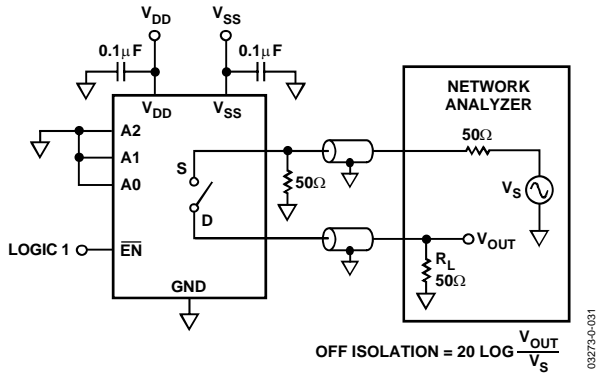 V_DD V_SS
0.1μF 0.1μF
V_DD V_SS
NETWORK
ANALYZER
A2
A1
A0
S
50Ω
50Ω
V_S
D
V_OUT
LOGIC 1
E̅N̅
R_L
50Ω
GND
OFF ISOLATION = 20 LOG V_OUT/V_S
03273-0-031